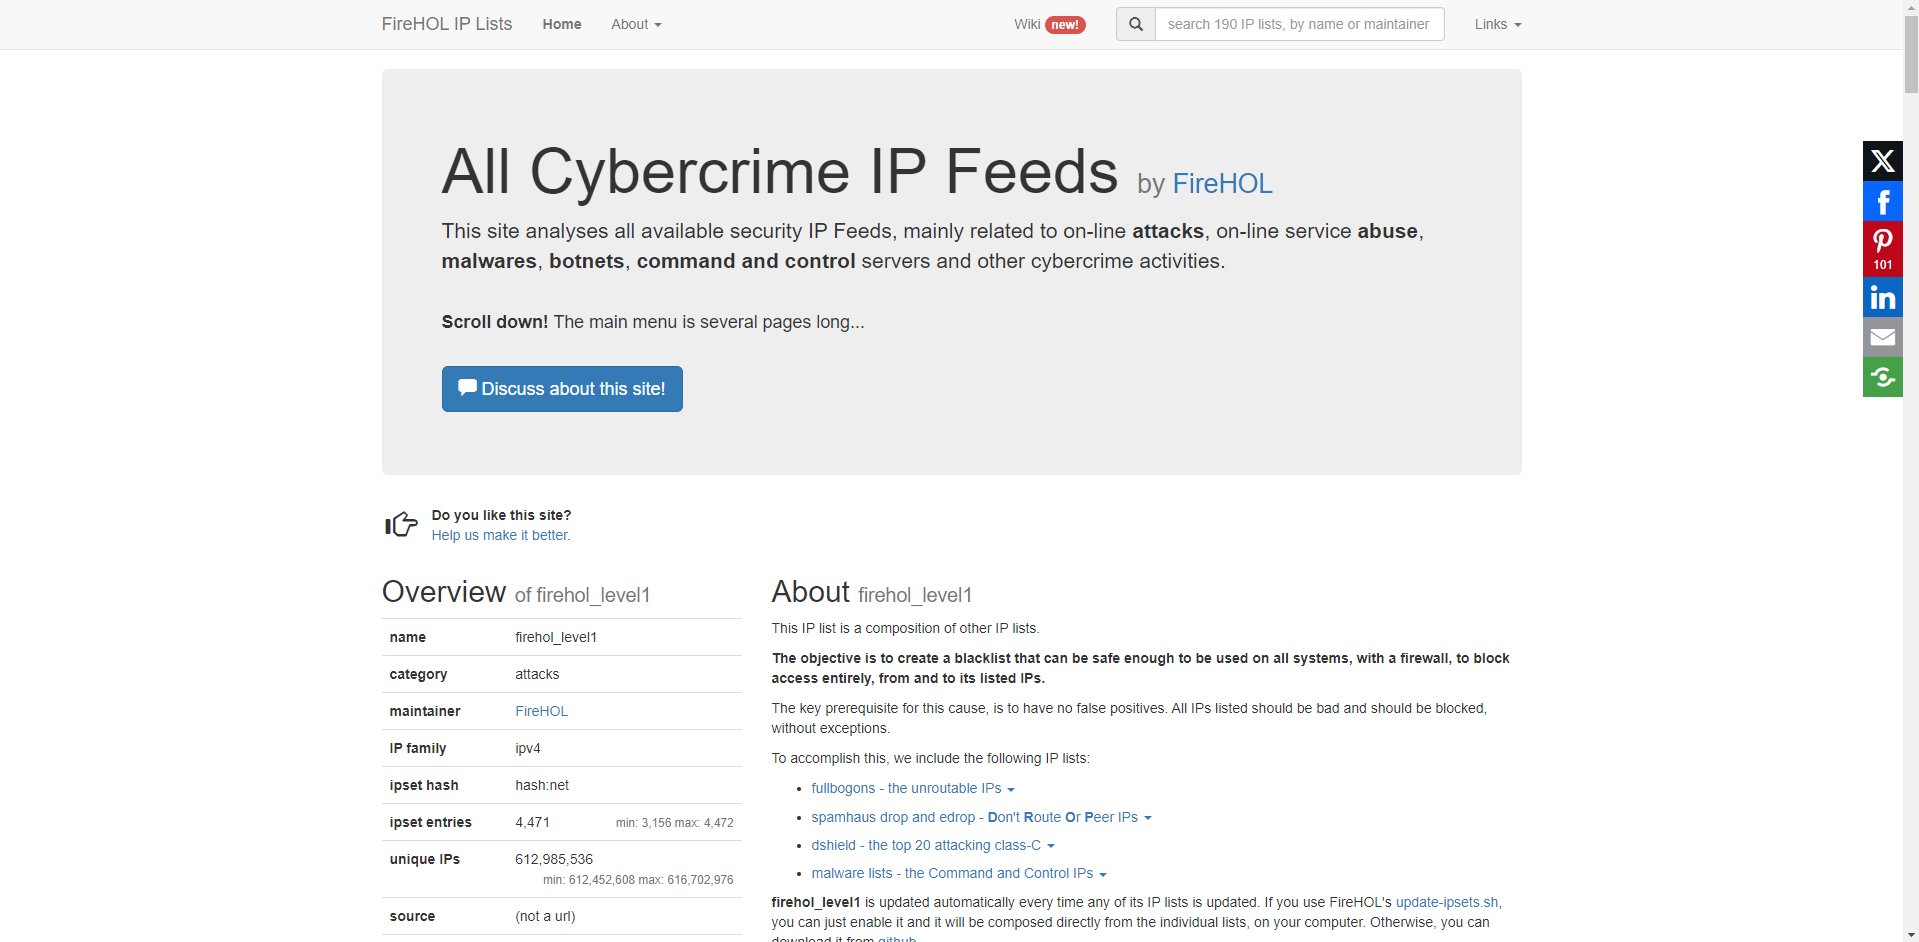 FireHOL IP Lists Home About Wiki new! search 190 IP lists, by name or maintainer Links
All Cybercrime IP Feeds by FireHOL
This site analyses all available security IP Feeds, mainly related to on-line attacks, on-line service abuse,
malwares, botnets, command and control servers and other cybercrime activities.
Scroll down! The main menu is several pages long...
Discuss about this site!
101
Do you like this site?
Help us make it better.
Overview of firehol_level1
name firehol_level1
category attacks
maintainer FireHOL
IP family ipv4
ipset hash hash:net
ipset entries 4,471 min: 3,156 max: 4,472
unique IPs 612,985,536
min: 612,452,608 max: 616,702,976
source (not a url)
About firehol_level1
This IP list is a composition of other IP lists.
The objective is to create a blacklist that can be safe enough to be used on all systems, with a firewall, to block
access entirely, from and to its listed IPs.
The key prerequisite for this cause, is to have no false positives. All IPs listed should be bad and should be blocked,
without exceptions.
To accomplish this, we include the following IP lists:
• fullbogons - the unroutable IPs
• spamhaus drop and edrop - Don't Route Or Peer IPs
• dshield - the top 20 attacking class-C
• malware lists - the Command and Control IPs
firehol_level1 is updated automatically every time any of its IP lists is updated. If you use FireHOL's update-ipsets.sh,
you can just enable it and it will be composed directly from the individual lists, on your computer. Otherwise, you can
download it from github